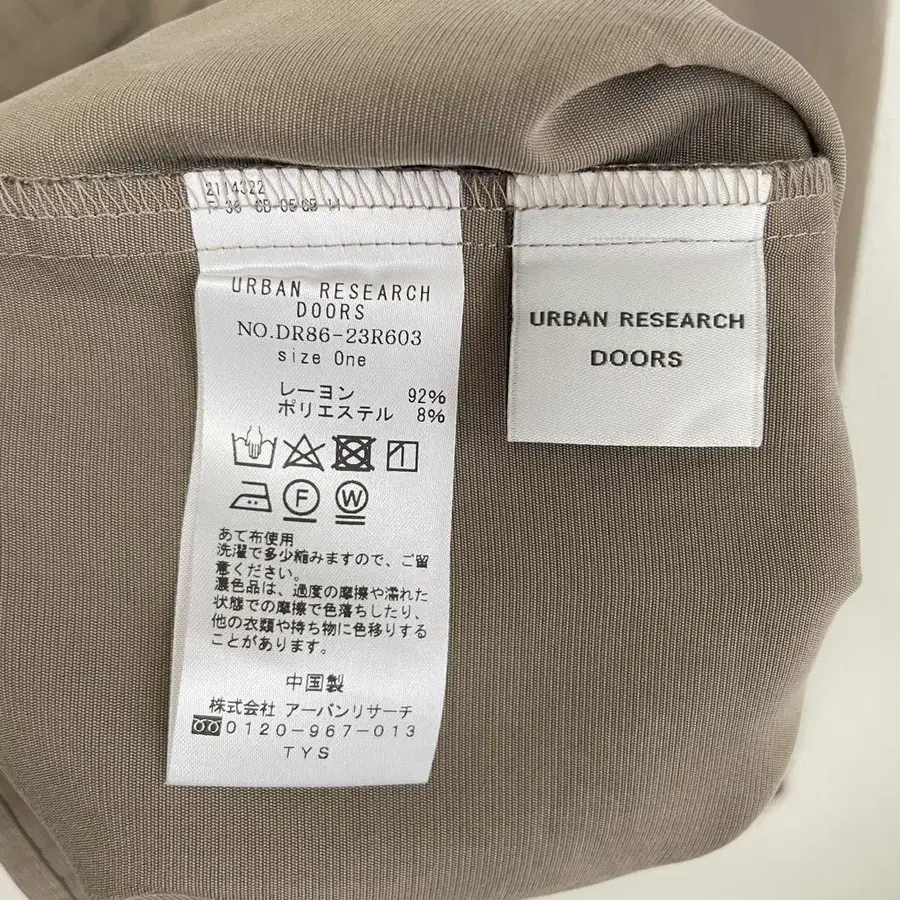 2114322
URBAN RESEARCH
DOORS
NO.DR86-23R603
size One
レーヨン 92%
ポリエステル 8%
F
W
あて布使用
洗濯で多少縮みますので、ご留
意ください。
濃色品は、過度の摩擦や濡れた
状態での摩擦で色落ちしたり、
他の衣類や持ち物に色移りする
ことがあります。
中国製
株式会社 アーバンリサーチ
0120-967-013
TYS
URBAN RESEARCH
DOORS